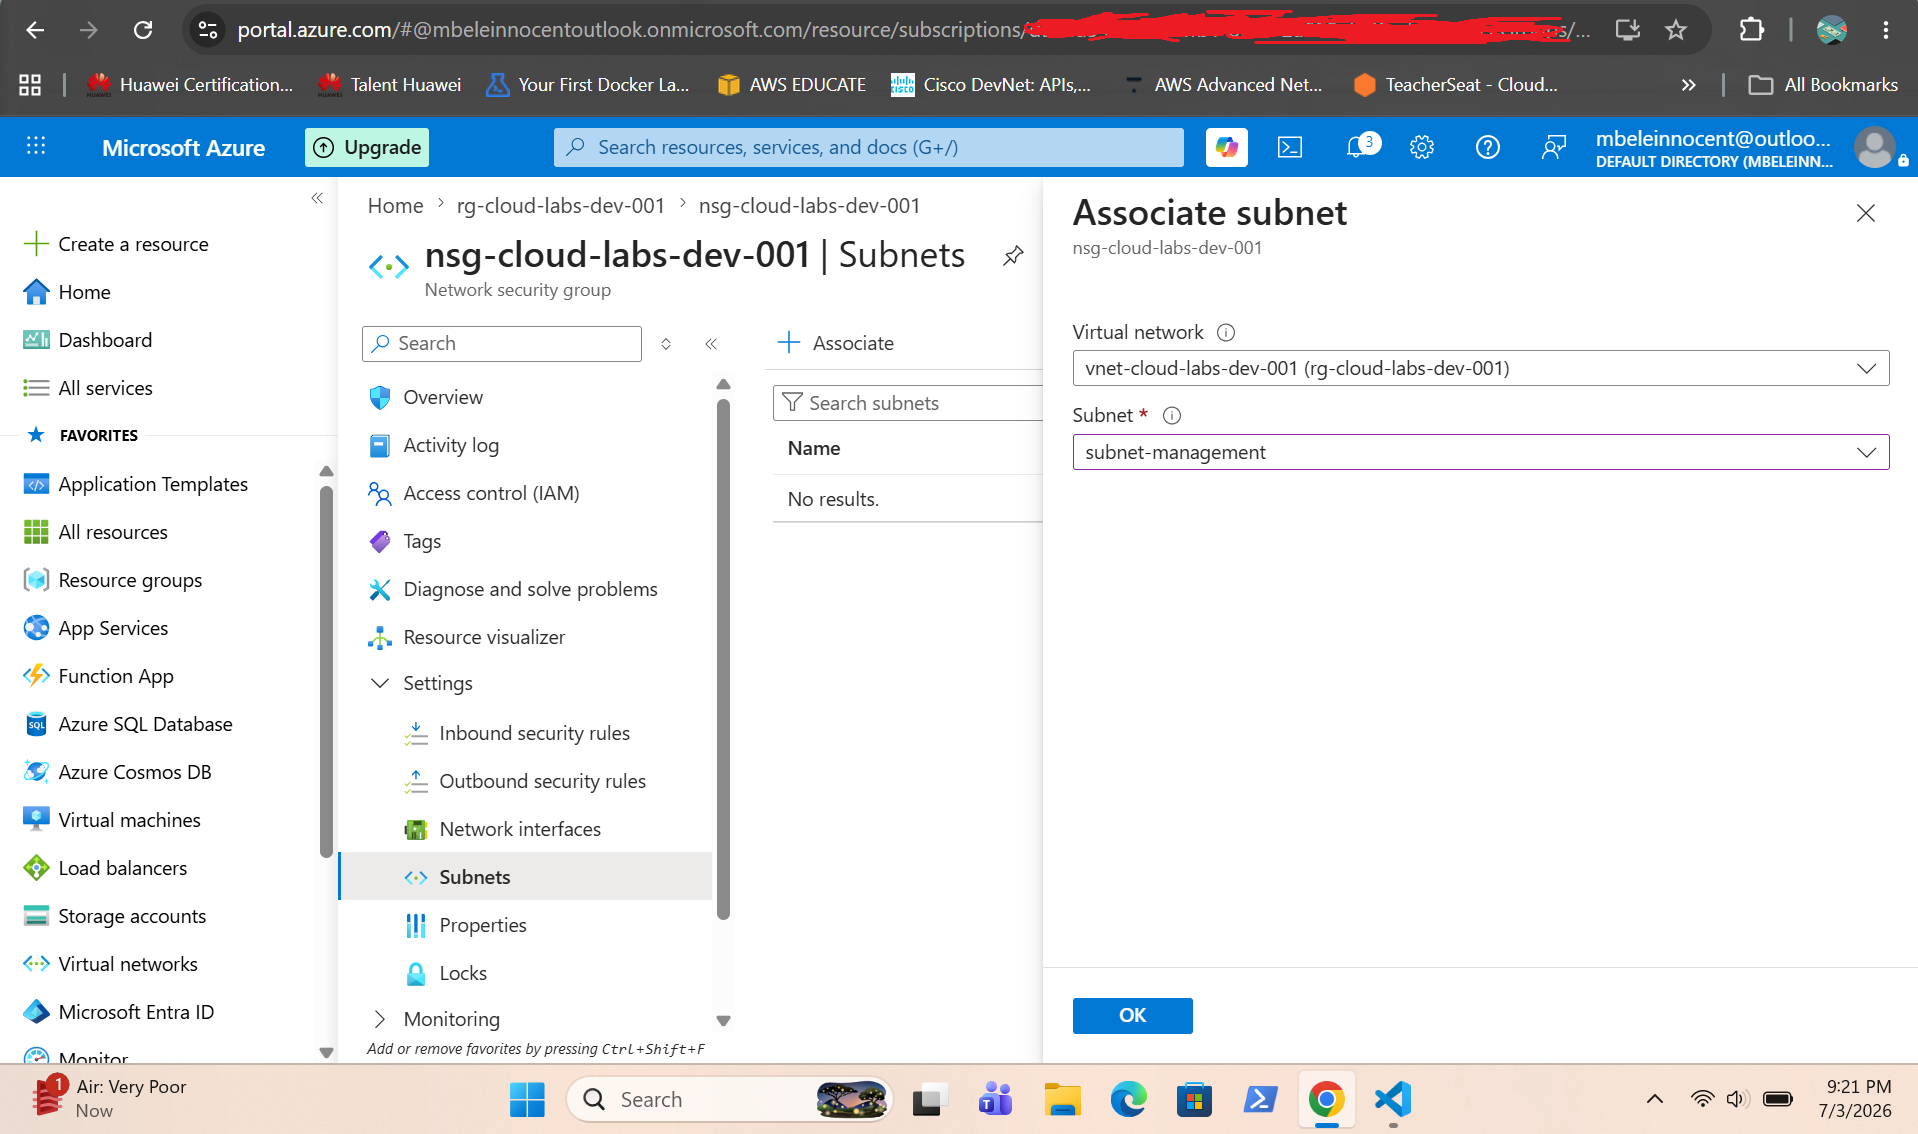 portal.azure.com/#@mbeleinnocentoutlook.onmicrosoft.com/resource/subscriptions/
/...
Huawei Certification...
Talent Huawei
Your First Docker La...
AWS EDUCATE
Cisco DevNet: APIs,...
AWS Advanced Net...
TeacherSeat - Cloud...
All Bookmarks
Microsoft Azure
Upgrade
Search resources, services, and docs (G+/)
3
mbeleinnocent@outloo...
DEFAULT DIRECTORY (MBELEINN...
Create a resource
Home
Dashboard
All services
FAVORITES
Application Templates
All resources
Resource groups
App Services
Function App
Azure SQL Database
Azure Cosmos DB
Virtual machines
Load balancers
Storage accounts
Virtual networks
Microsoft Entra ID
Monitor
Home > rg-cloud-labs-dev-001 > nsg-cloud-labs-dev-001
nsg-cloud-labs-dev-001 | Subnets
Network security group
Search
Overview
Activity log
Access control (IAM)
Tags
Diagnose and solve problems
Resource visualizer
Settings
Inbound security rules
Outbound security rules
Network interfaces
Subnets
Properties
Locks
Monitoring
Add or remove favorites by pressing Ctrl+Shift+F
Associate
Search subnets
Name
No results.
Associate subnet
nsg-cloud-labs-dev-001
Virtual network
vnet-cloud-labs-dev-001 (rg-cloud-labs-dev-001)
Subnet *
subnet-management
OK
1
Air: Very Poor
Now
Search
9:21 PM
7/3/2026